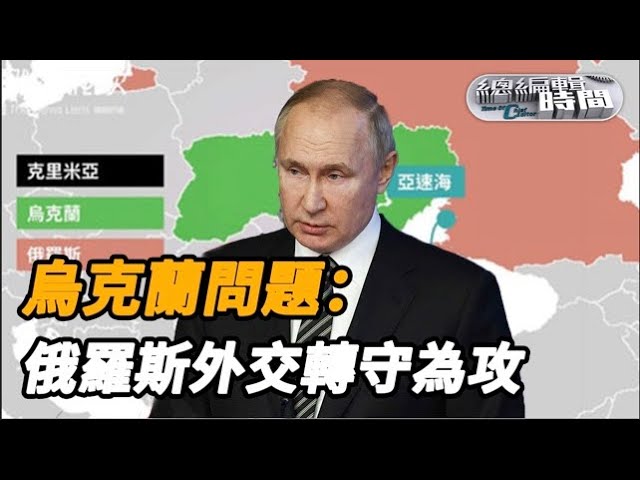 總編輯
時間
克里米亞
烏克蘭
亞速海
俄羅斯
烏克蘭問題：
俄羅斯外交轉守為攻